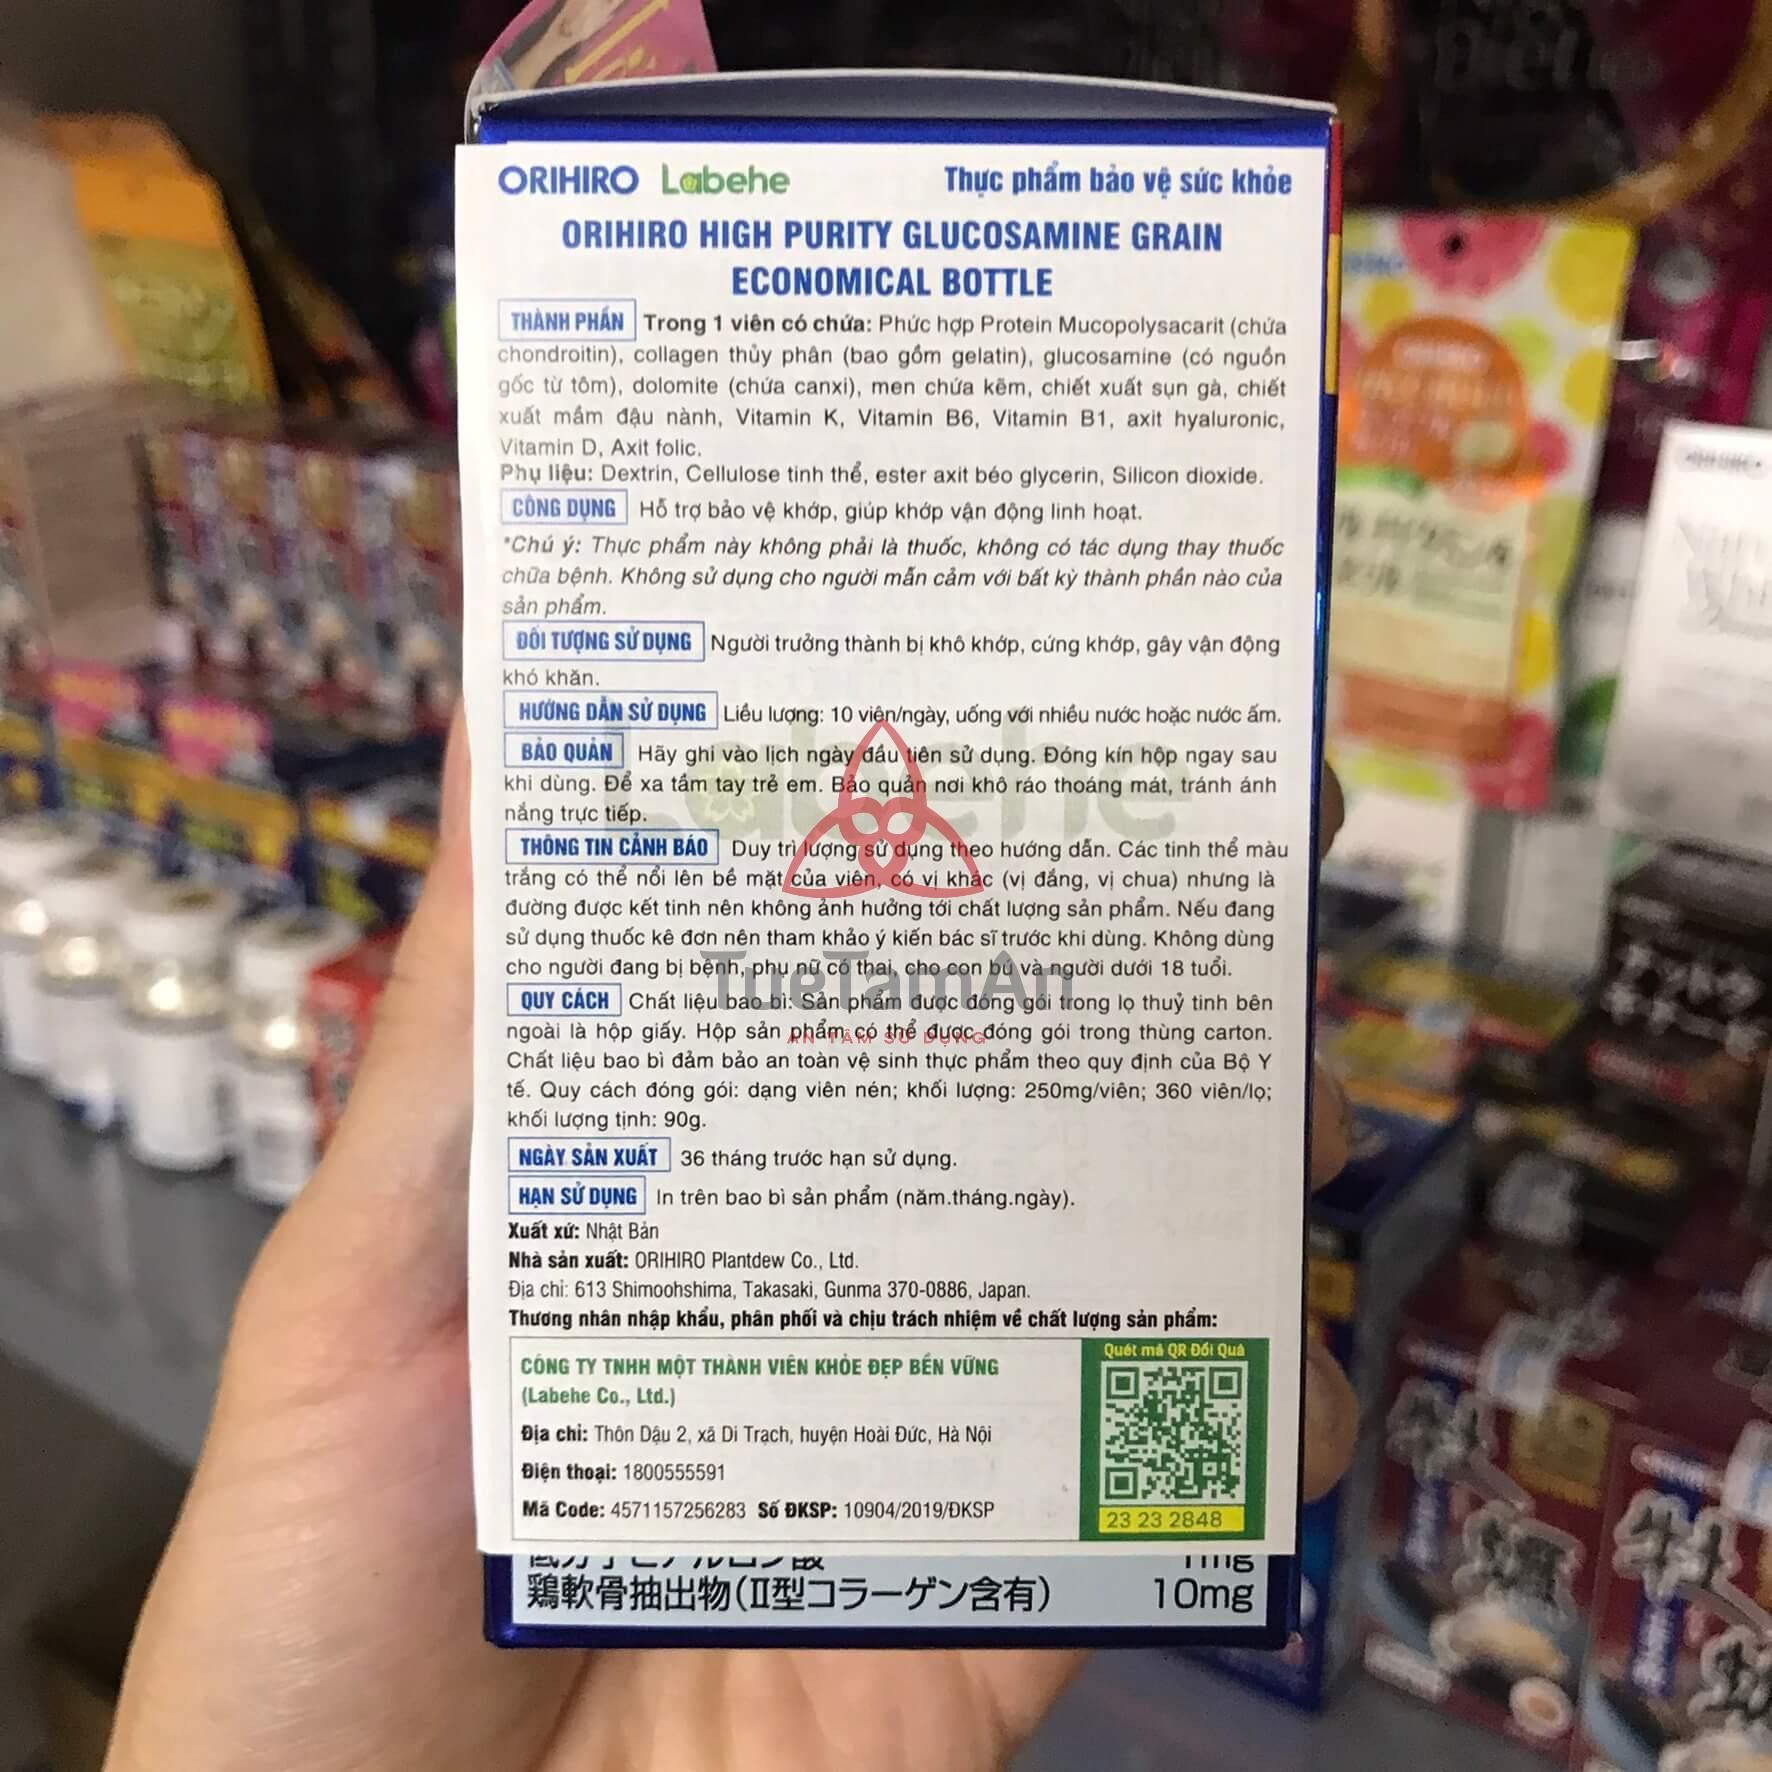 ORIHIRO Labehe Thực phẩm bảo vệ sức khỏe
ORIHIRO HIGH PURITY GLUCOSAMINE GRAIN
ECONOMICAL BOTTLE
THÀNH PHẦN Trong 1 viên có chứa: Phức hợp Protein Mucopolysacarit (chứa
chondroitin), collagen thủy phân (bao gồm gelatin), glucosamine (có nguồn
gốc từ tôm), dolomite (chứa canxi), men chứa kẽm, chiết xuất sụn gà, chiết
xuất mầm đậu nành, Vitamin K, Vitamin B6, Vitamin B1, axit hyaluronic,
Vitamin D, Axit folic.
Phụ liệu: Dextrin, Cellulose tinh thể, ester axit béo glycerin, Silicon dioxide.
CÔNG DỤNG Hỗ trợ bảo vệ khớp, giúp khớp vận động linh hoạt.
*Chú ý: Thực phẩm này không phải là thuốc, không có tác dụng thay thuốc
chữa bệnh. Không sử dụng cho người mẫn cảm với bất kỳ thành phần nào của
sản phẩm.
ĐỐI TƯỢNG SỬ DỤNG Người trưởng thành bị khô khớp, cứng khớp, gây vận động
khó khăn.
HƯỚNG DẪN SỬ DỤNG Liều lượng: 10 viên/ngày, uống với nhiều nước hoặc nước ấm.
BẢO QUẢN Hãy ghi vào lịch ngày đầu tiên sử dụng. Đóng kín hộp ngay sau
khi dùng. Để xa tầm tay trẻ em. Bảo quản nơi khô ráo thoáng mát, tránh ánh
nắng trực tiếp.
Labehe
THÔNG TIN CẢNH BÁO Duy trì lượng sử dụng theo hướng dẫn. Các tinh thể màu
trắng có thể nổi lên bề mặt của viên, có vị khác (vị đắng, vị chua) nhưng là
đường được kết tinh nên không ảnh hưởng tới chất lượng sản phẩm. Nếu đang
sử dụng thuốc kê đơn nên tham khảo ý kiến bác sĩ trước khi dùng. Không dùng
cho người đang bị bệnh, phụ nữ có thai, cho con bú và người dưới 18 tuổi.
TueTamAn
AN TÂM SỬ DỤNG
QUY CÁCH Chất liệu bao bì: Sản phẩm được đóng gói trong lọ thuỷ tinh bên
ngoài là hộp giấy. Hộp sản phẩm có thể được đóng gói trong thùng carton.
Chất liệu bao bì đảm bảo an toàn vệ sinh thực phẩm theo quy định của Bộ Y
tế. Quy cách đóng gói: dạng viên nén; khối lượng: 250mg/viên; 360 viên/lọ;
khối lượng tịnh: 90g.
NGÀY SẢN XUẤT 36 tháng trước hạn sử dụng.
HẠN SỬ DỤNG In trên bao bì sản phẩm (năm.tháng.ngày).
Xuất xứ: Nhật Bản
Nhà sản xuất: ORIHIRO Plantdew Co., Ltd.
Địa chỉ: 613 Shimoohshima, Takasaki, Gunma 370-0886, Japan.
Thương nhân nhập khẩu, phân phối và chịu trách nhiệm về chất lượng sản phẩm:
CÔNG TY TNHH MỘT THÀNH VIÊN KHỎE ĐẸP BỀN VỮNG
(Labehe Co., Ltd.)
Địa chỉ: Thôn Dậu 2, xã Di Trạch, huyện Hoài Đức, Hà Nội
Điện thoại: 1800555591
Mã Code: 4571157256283 Số ĐKSP: 10904/2019/ĐKSP
Quét mã QR Đổi Quà
23 23 2848
鶏軟骨抽出物(II型コラーゲン含有) 10mg